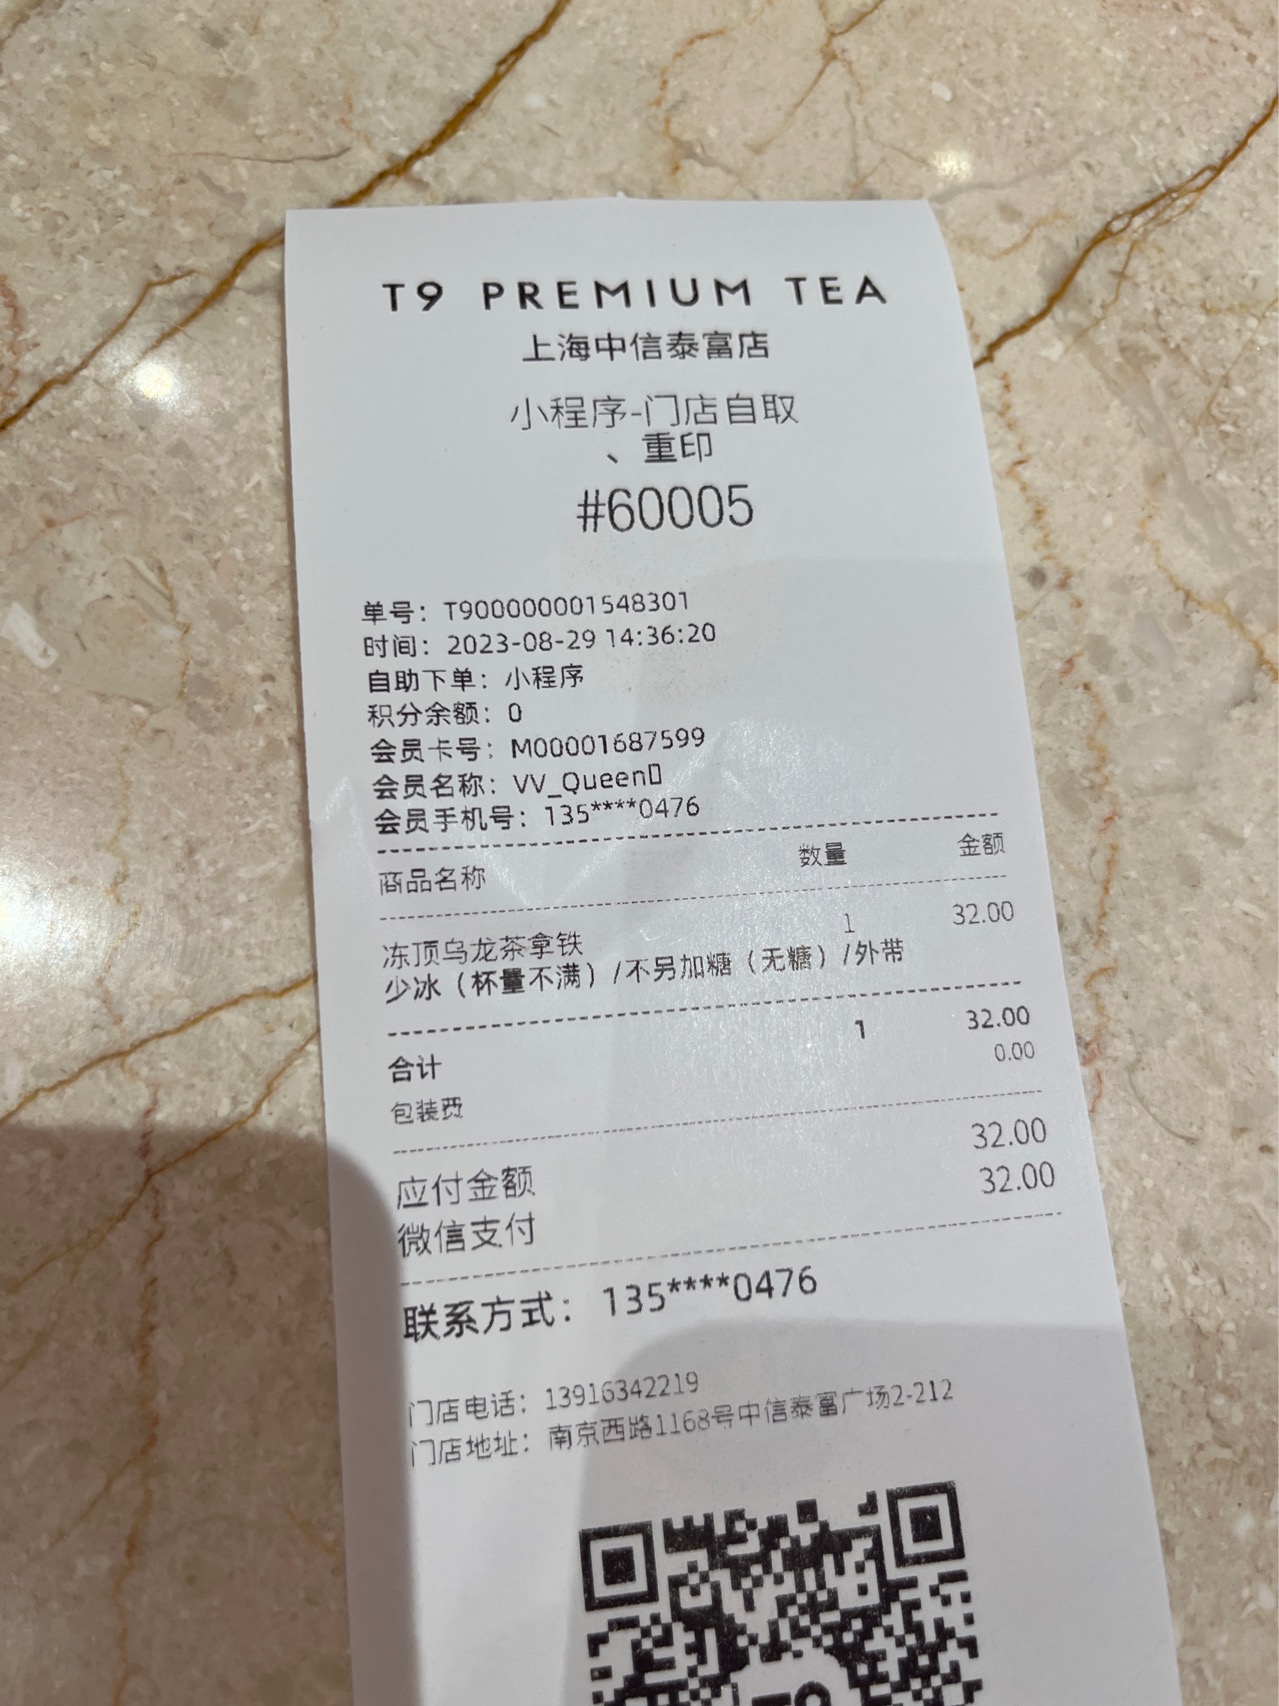 T9 PREMIUM TEA
上海中信泰富店
小程序-门店自取
、重印
#60005
单号：T900000001548301
时间：2023-08-29 14:36:20
自助下单：小程序
积分余额：0
会员卡号：M00001687599
会员名称：VV_Queen▯
会员手机号：135****0476
商品名称 数量 金额
冻顶乌龙茶拿铁 1 32.00
少冰（杯量不满）/不另加糖（无糖）/外带
合计 1 32.00
包装费 0.00
应付金额 32.00
微信支付 32.00
联系方式：135****0476
门店电话：13916342219
门店地址：南京西路1168号中信泰富广场2-212
T9